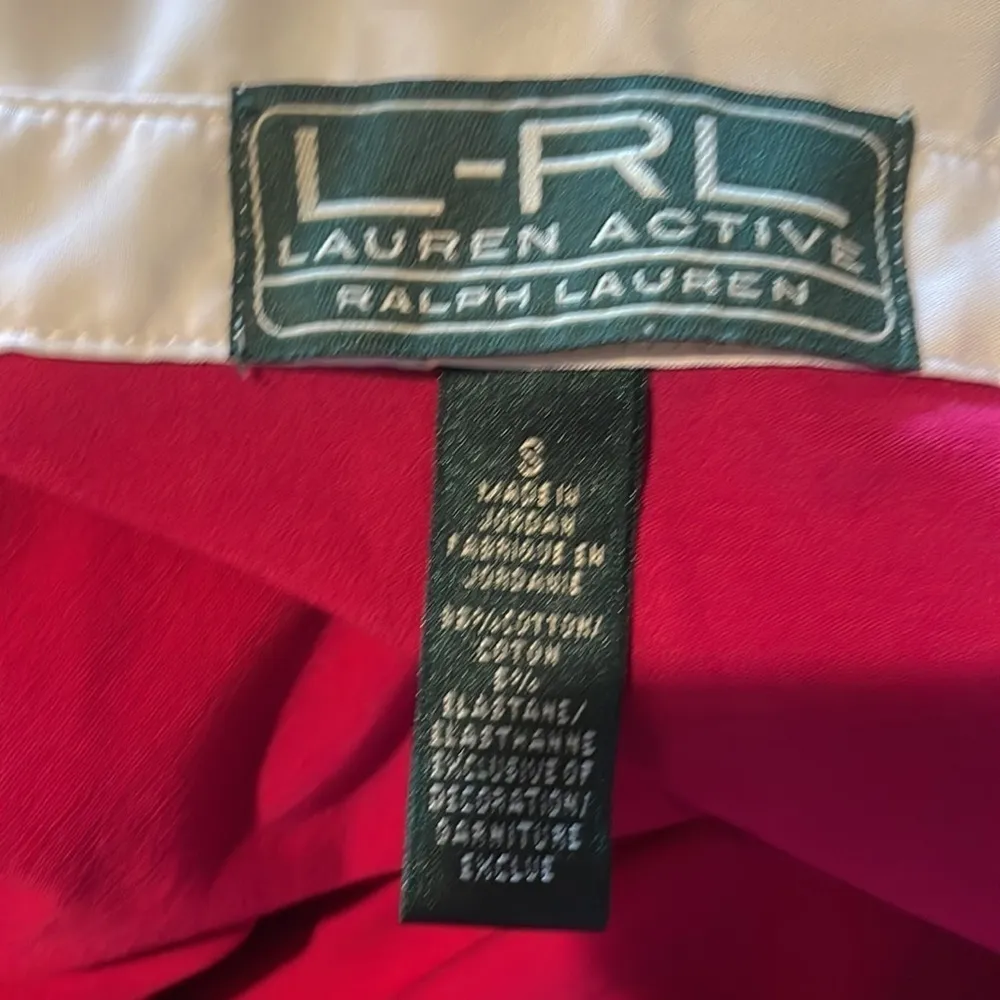 L-RL
LAUREN ACTIVE
RALPH LAUREN
S
MADE IN
JORDAN
FABRIQUE EN
JORDANIE
COTTON/
COTON
ELASTANE/
ELASTHANNE
EXCLUSIVE OF
DECORATION/
GARNITURE
EXCLUE